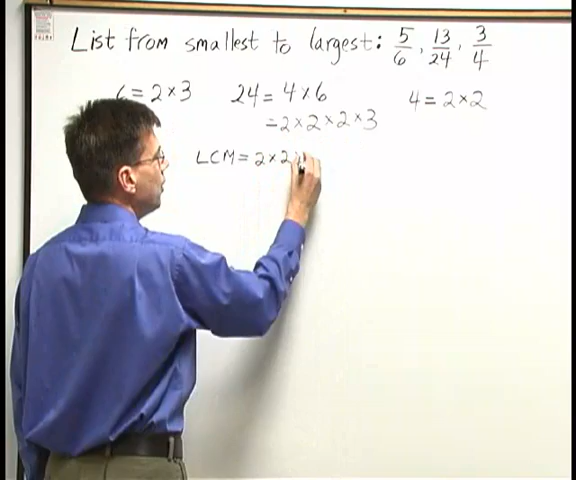 List from smallest to largest: 5/6, 13/24, 3/4
6 = 2 × 3 24 = 4 × 6 4 = 2 × 2
= 2 × 2 × 2 × 3
LCM = 2 × 2